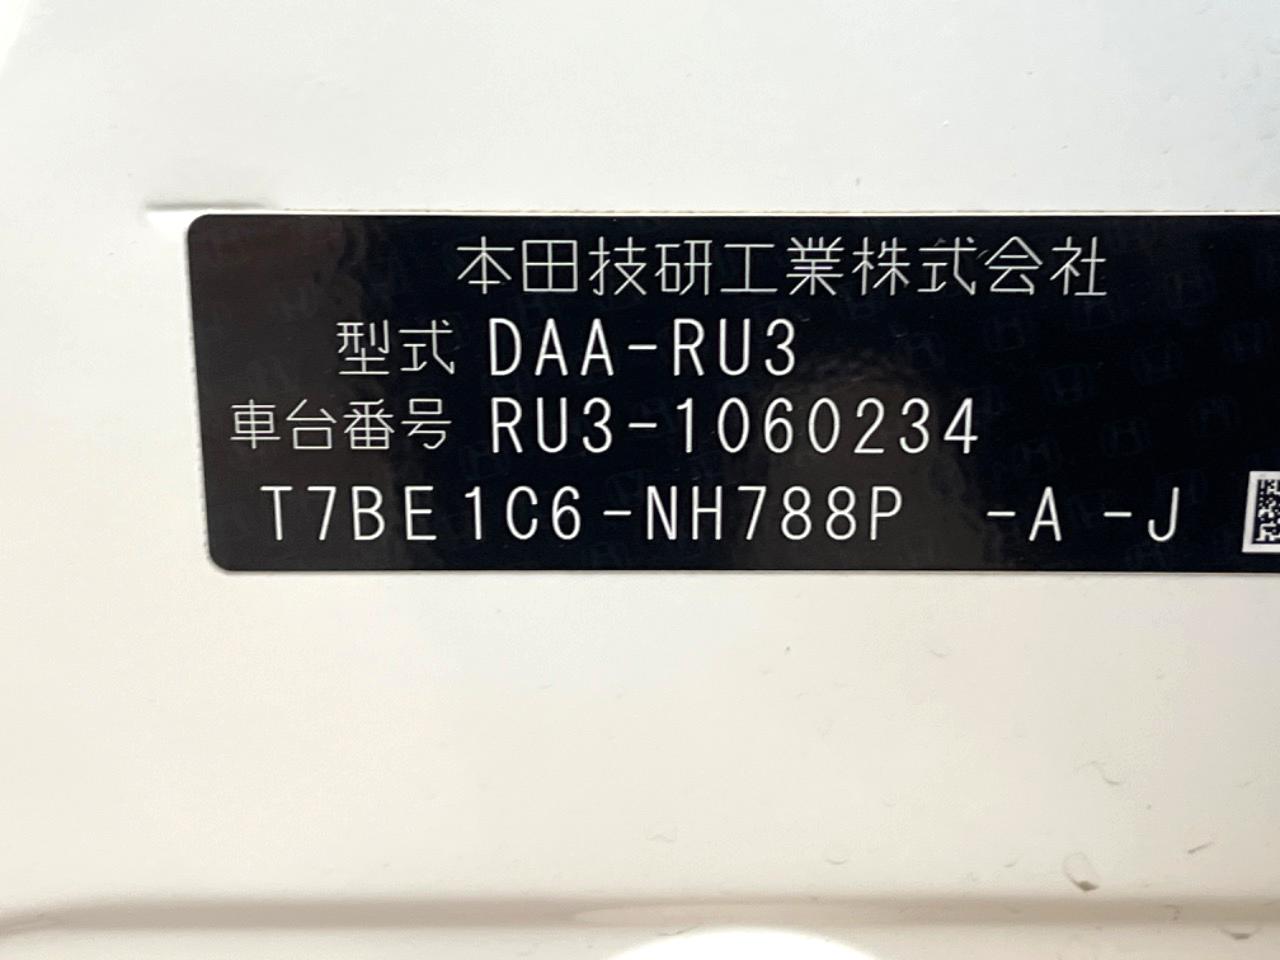 本田技研工業株式会社
型式 DAA-RU3
車台番号 RU3-1060234
T7BE1C6-NH788P -A -J